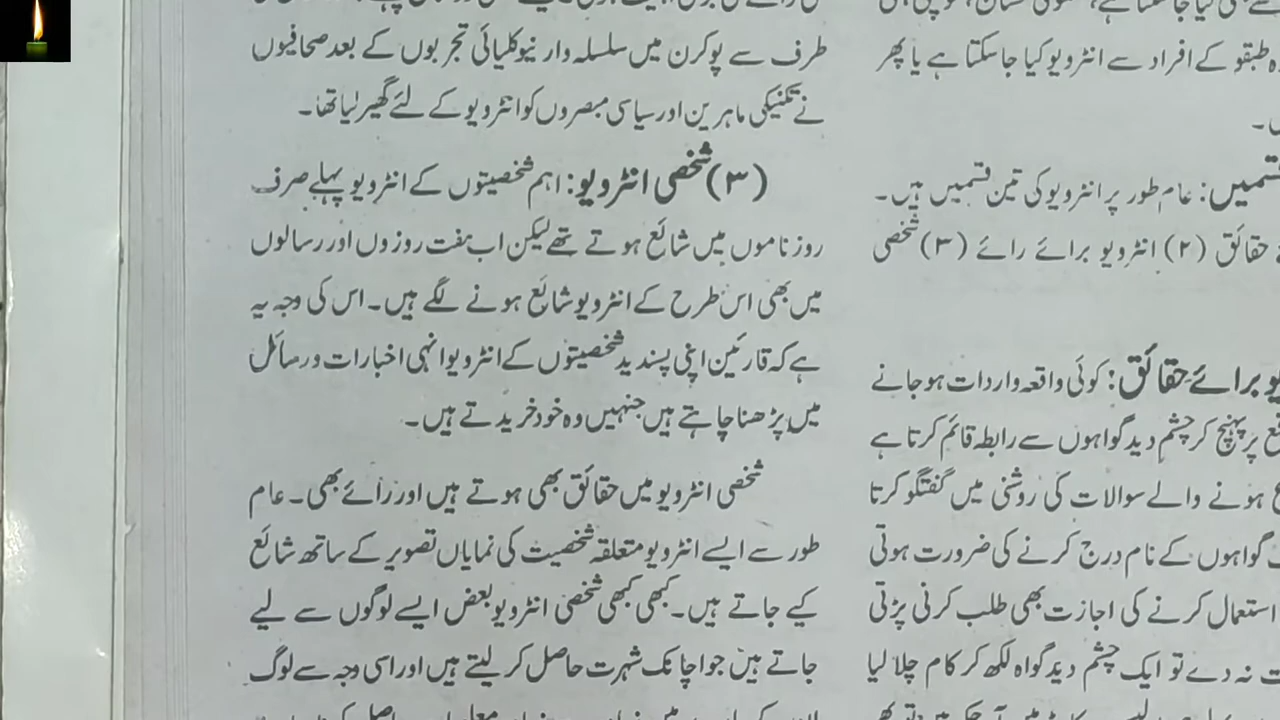 ہ طبقو کے افراد سے انٹرویو کیا جاسکتا ہے یا پھر
قسمیں: عام طور پر انٹرویو کی تین قسمیں ہیں۔
حقائق (۲) انٹرویو برائے رائے (۳) شخصی
برائے حقائق: کوئی واقعہ واردات ہوجانے
پر پہنچ کر چشم دید گواہوں سے رابطہ قائم کرتا ہے
ہونے والے سوالات کی روشنی میں گفتگو کرتا
گواہوں کے نام درج کرنے کی ضرورت ہوتی
استعمال کرنے کی اجازت بھی طلب کرنی پڑتی
نہ دے تو ایک چشم دید گواہ لکھ کر کام چلا لیا
طرف سے پوکرن میں سلسلہ وار نیوکلیائی تجربوں کے بعد صحافیوں
نے تکنیکی ماہرین اور سیاسی مبصروں کو انٹرویو کے لئے گھیر لیا تھا۔
(۳) شخصی انٹرویو: اہم شخصیتوں کے انٹرویو پہلے صرف
روزناموں میں شائع ہوتے تھے لیکن اب ہفت روزوں اور رسالوں
میں بھی اس طرح کے انٹرویو شائع ہونے لگے ہیں۔ اس کی وجہ یہ
ہے کہ قارئین اپنی پسندید شخصیتوں کے انٹرویو انہی اخبارات و رسائل
میں پڑھنا چاہتے ہیں جنہیں وہ خود خریدتے ہیں۔
شخصی انٹرویو میں حقائق بھی ہوتے ہیں اور رائے بھی۔ عام
طور سے ایسے انٹرویو متعلقہ شخصیت کی نمایاں تصویر کے ساتھ شائع
کیے جاتے ہیں۔ کبھی کبھی شخصی انٹرویو بعض ایسے لوگوں سے لیے
جاتے ہیں جو اچانک شہرت حاصل کرلیتے ہیں اور اسی وجہ سے لوگ